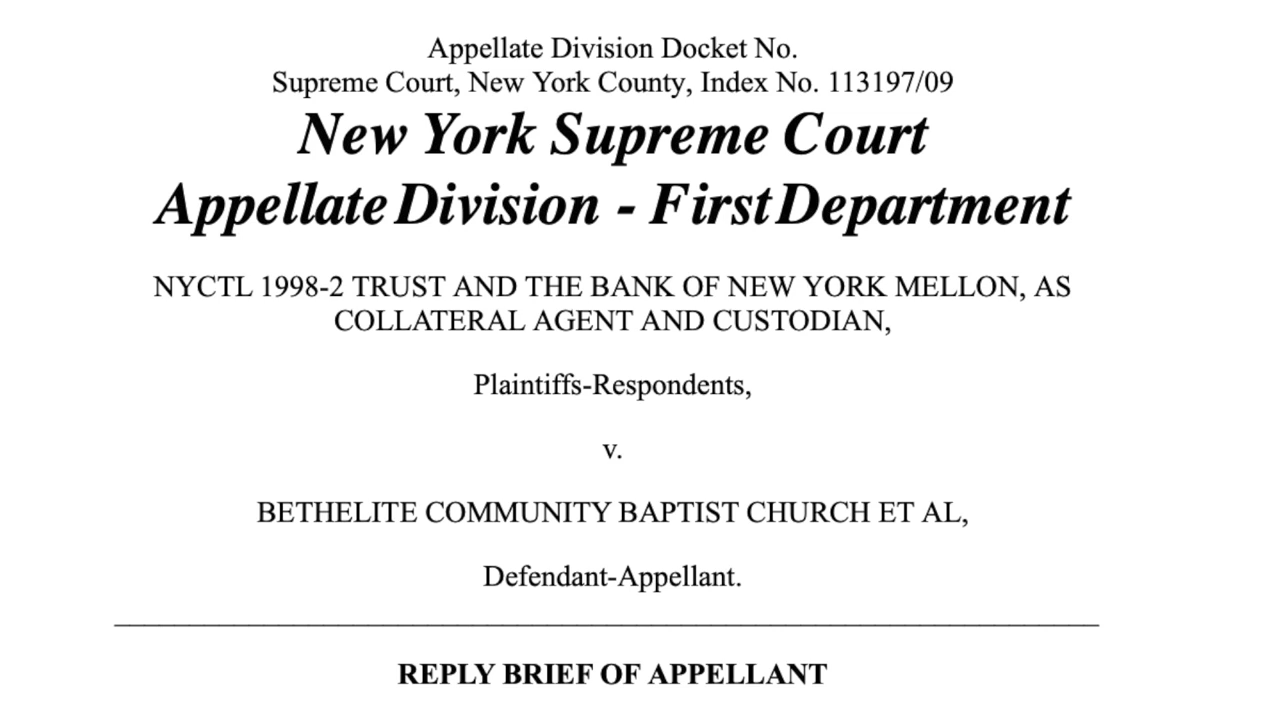 Appellate Division Docket No.
Supreme Court, New York County, Index No. 113197/09
New York Supreme Court
Appellate Division - First Department
NYCTL 1998-2 TRUST AND THE BANK OF NEW YORK MELLON, AS
COLLATERAL AGENT AND CUSTODIAN,
Plaintiffs-Respondents,
v.
BETHELITE COMMUNITY BAPTIST CHURCH ET AL,
Defendant-Appellant.
REPLY BRIEF OF APPELLANT